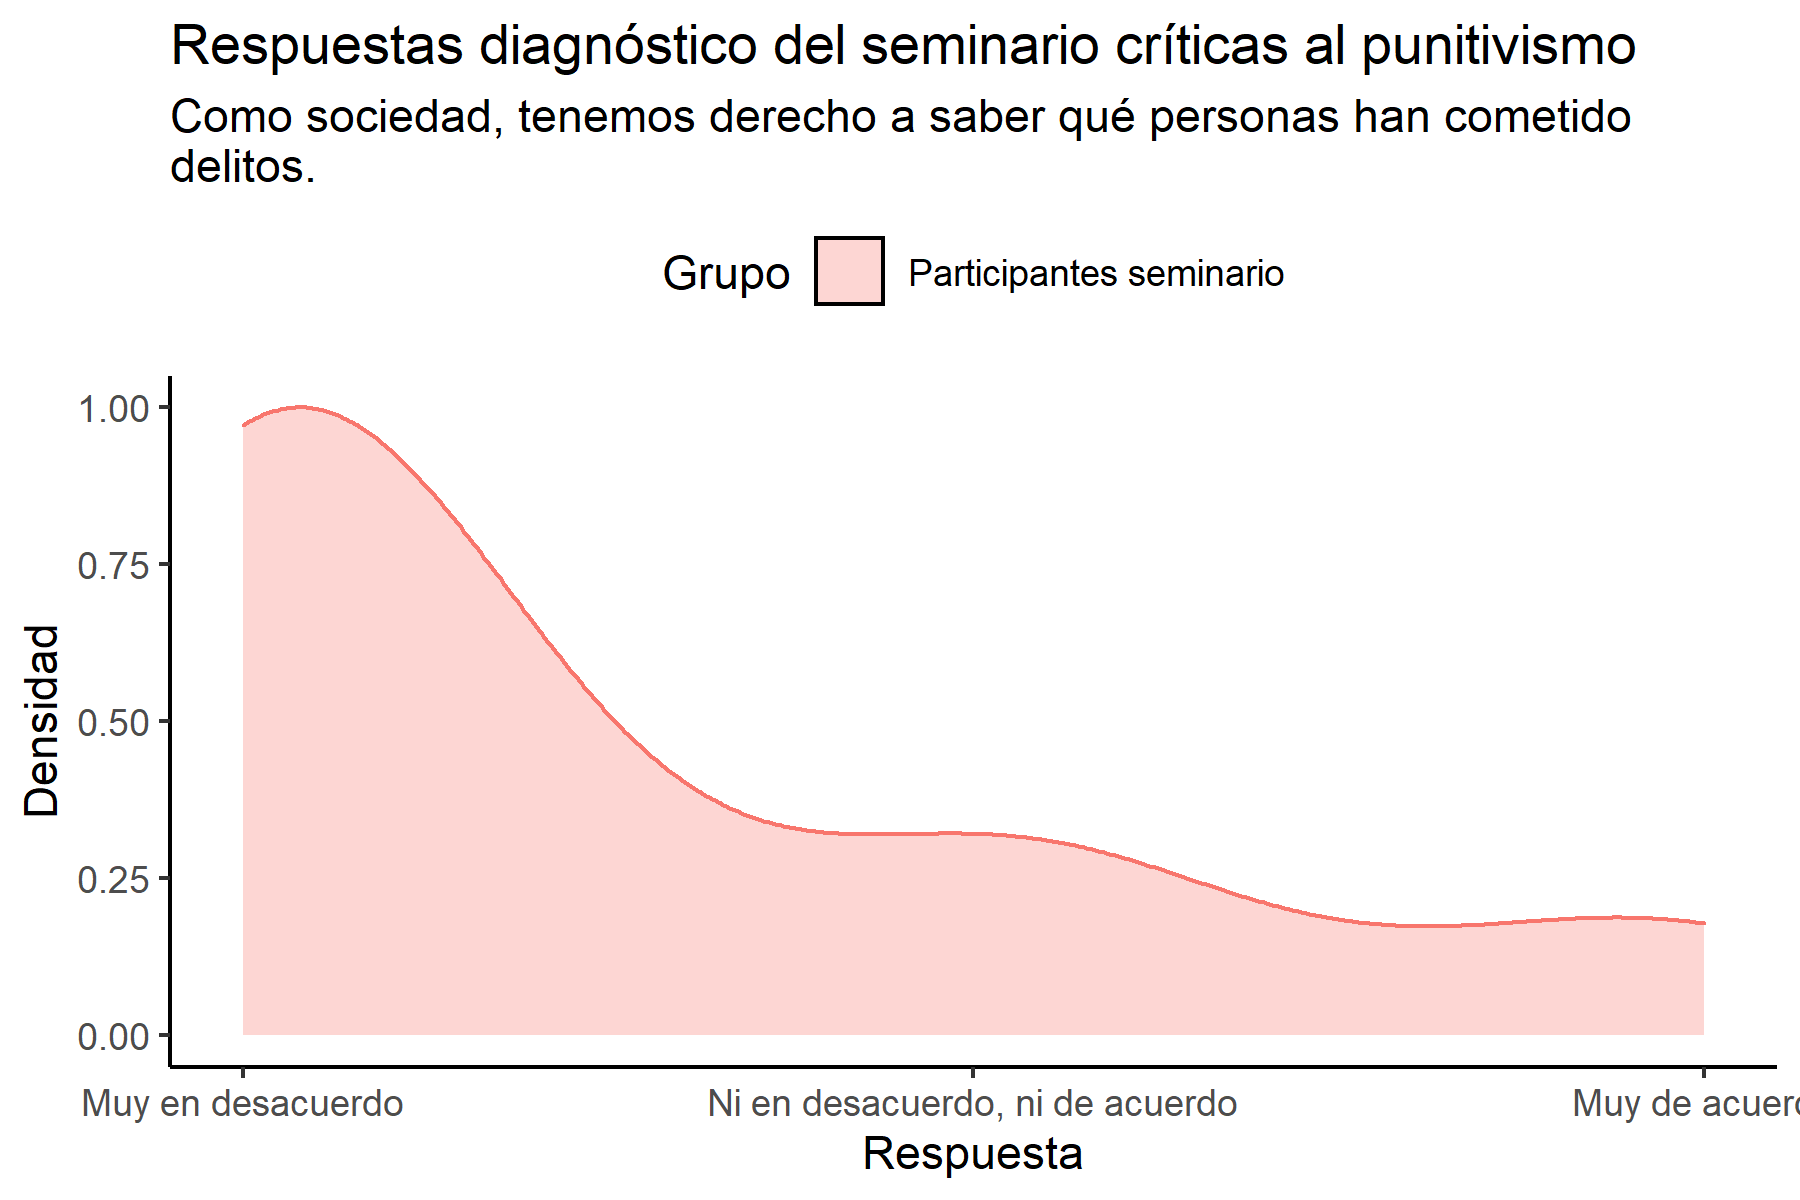 Respuestas diagnóstico del seminario críticas al punitivismo
Como sociedad, tenemos derecho a saber qué personas han cometido
delitos.
Grupo Participantes seminario
Densidad
1.00
0.75
0.50
0.25
0.00
Muy en desacuerdo Ni en desacuerdo, ni de acuerdo Muy de
Respuesta